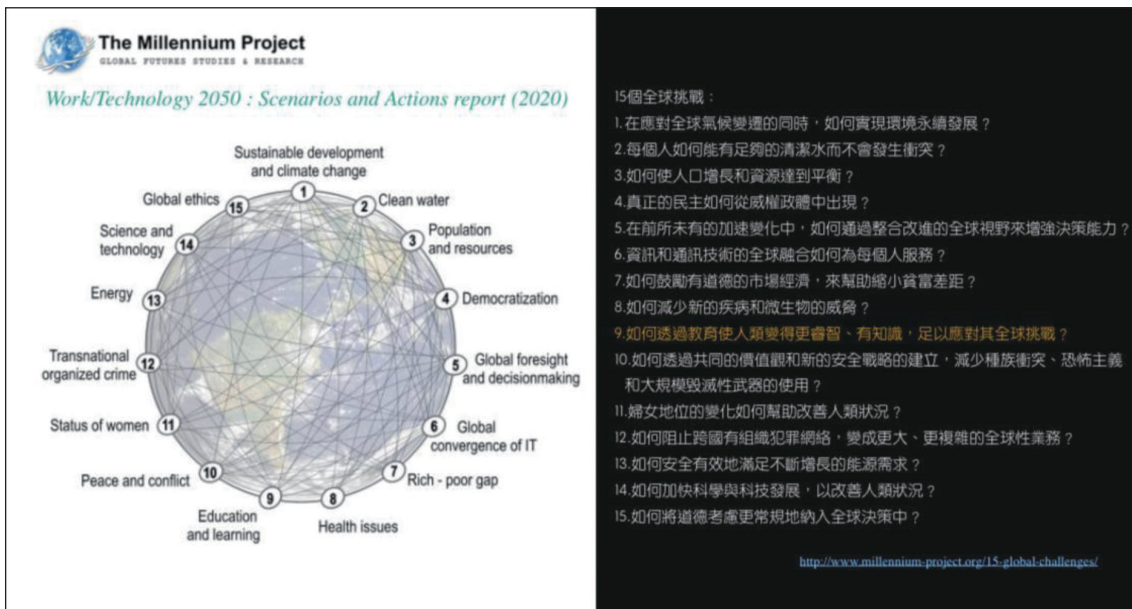 The Millennium Project
GLOBAL FUTURES STUDIES & RESEARCH
Work/Technology 2050 : Scenarios and Actions report (2020)
Sustainable development
and climate change
1
Clean water
2
Population
and resources
3
Democratization
4
Global foresight
and decisionmaking
5
Global
convergence of IT
6
Rich - poor gap
7
Health issues
8
Education
and learning
9
Peace and conflict
10
Status of women
11
Transnational
organized crime
12
Energy
13
Science and
technology
14
Global ethics
15
15個全球挑戰：
1.在應對全球氣候變遷的同時，如何實現環境永續發展？
2.每個人如何能有足夠的清潔水而不會發生衝突？
3.如何使人口增長和資源達到平衡？
4.真正的民主如何從威權政體中出現？
5.在前所未有的加速變化中，如何通過整合改進的全球視野來增強決策能力？
6.資訊和通訊技術的全球融合如何為每個人服務？
7.如何鼓勵有道德的市場經濟，來幫助縮小貧富差距？
8.如何減少新的疾病和微生物的威脅？
9.如何透過教育使人類變得更睿智、有知識，足以應對其全球挑戰？
10.如何透過共同的價值觀和新的安全戰略的建立，減少種族衝突、恐怖主義
和大規模毀滅性武器的使用？
11.婦女地位的變化如何幫助改善人類狀況？
12.如何阻止跨國有組織犯罪網絡，變成更大、更複雜的全球性業務？
13.如何安全有效地滿足不斷增長的能源需求？
14.如何加快科學與科技發展，以改善人類狀況？
15.如何將道德考慮更常規地納入全球決策中？
http://www.millennium-project.org/15-global-challenges/